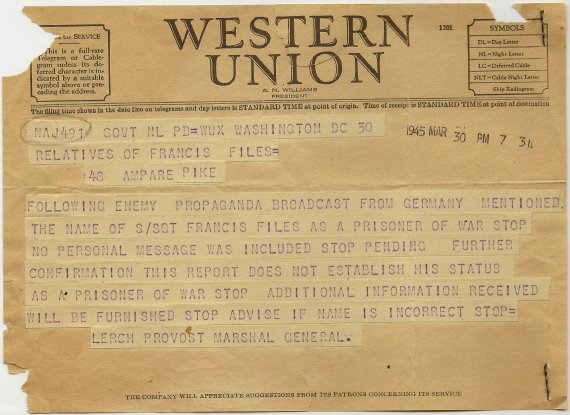 WESTERN UNION
A. N. WILLIAMS
PRESIDENT
1201
OF SERVICE
This is a full-rate
Telegram or Cable-
gram unless its de-
ferred character is in-
dicated by a suitable
symbol above or pre-
ceding the address.
SYMBOLS
DL=Day Letter
NL=Night Letter
LC=Deferred Cable
NLT=Cable Night Letter
Ship Radiogram
The filing time shown in the date line on telegrams and day letters is STANDARD TIME at point of origin. Time of receipt is STANDARD TIME at point of destination
NAJ491 GOVT NL PD=WUX WASHINGTON DC 30
1945 MAR 30 PM 7 34
RELATIVES OF FRANCIS FILES=
48 AMPARE PIKE
FOLLOWING ENEMY PROPAGANDA BROADCAST FROM GERMANY MENTIONED
THE NAME OF S/SGT FRANCIS FILES AS A PRISONER OF WAR STOP
NO PERSONAL MESSAGE WAS INCLUDED STOP PENDING FURTHER
CONFIRMATION THIS REPORT DOES NOT ESTABLISH HIS STATUS
AS A PRISONER OF WAR STOP ADDITIONAL INFORMATION RECEIVED
WILL BE FURNISHED STOP ADVISE IF NAME IS INCORRECT STOP=
LERCH PROVOST MARSHAL GENERAL.
THE COMPANY WILL APPRECIATE SUGGESTIONS FROM ITS PATRONS CONCERNING ITS SERVICE